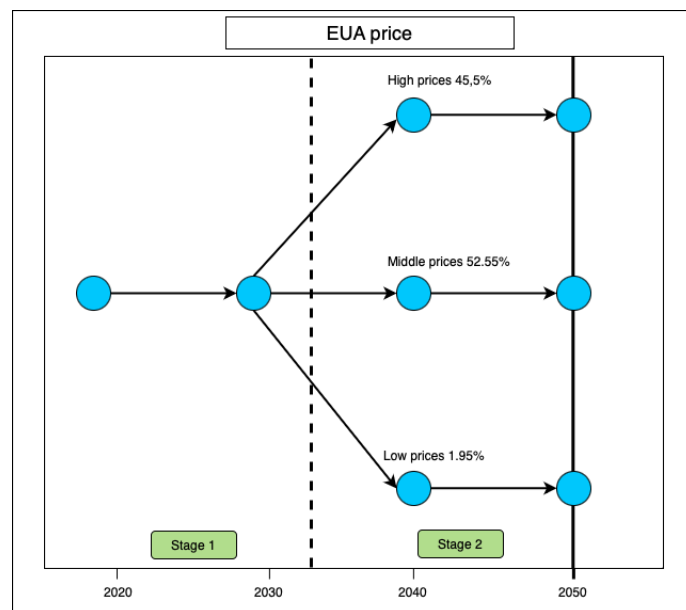 EUA price
High prices 45,5%
Middle prices 52.55%
Low prices 1.95%
Stage 1
Stage 2
2020
2030
2040
2050